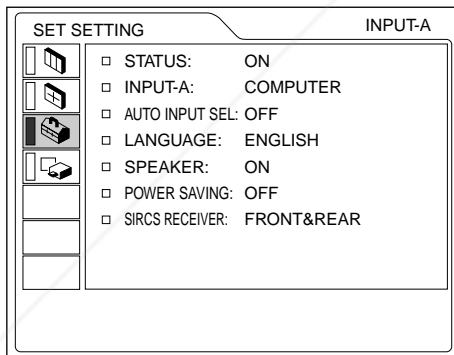 SET SETTING INPUT-A
STATUS: ON
INPUT-A: COMPUTER
AUTO INPUT SEL: OFF
LANGUAGE: ENGLISH
SPEAKER: ON
POWER SAVING: OFF
SIRCS RECEIVER: FRONT&REAR